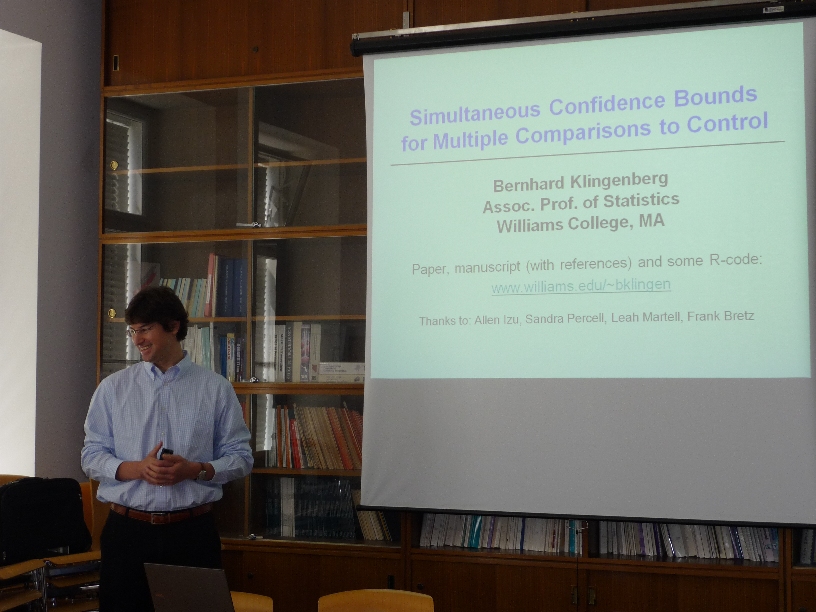 Simultaneous Confidence Bounds
for Multiple Comparisons to Control
Bernhard Klingenberg
Assoc. Prof. of Statistics
Williams College, MA
Paper, manuscript (with references) and some R-code:
www.williams.edu/~bklingen
Thanks to: Allen Izu, Sandra Percell, Leah Martell, Frank Bretz